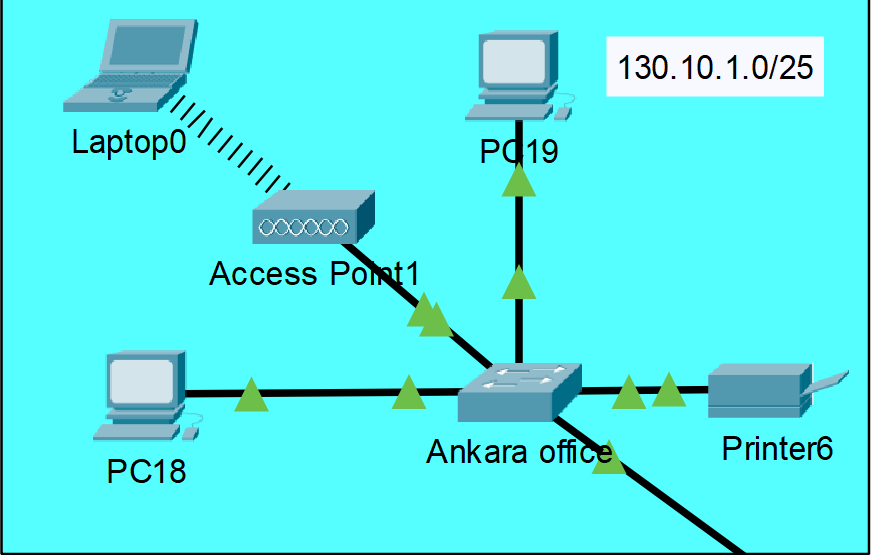 130.10.1.0/25
Laptop0
PC19
Access Point1
Ankara office
Printer6
PC18